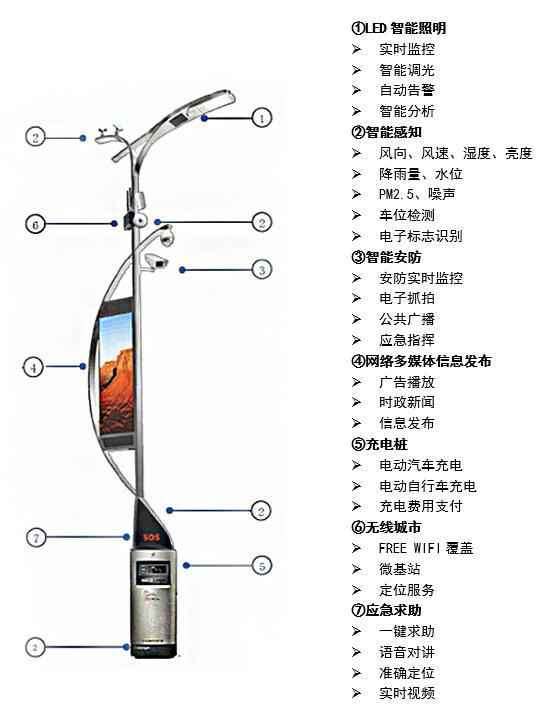 ①LED 智能照明
➢ 实时监控
➢ 智能调光
➢ 自动告警
➢ 智能分析
②智能感知
➢ 风向、风速、湿度、亮度
➢ 降雨量、水位
➢ PM2.5、噪声
➢ 车位检测
➢ 电子标志识别
③智能安防
➢ 安防实时监控
➢ 电子抓拍
➢ 公共广播
➢ 应急指挥
④网络多媒体信息发布
➢ 广告播放
➢ 时政新闻
➢ 信息发布
⑤充电桩
➢ 电动汽车充电
➢ 电动自行车充电
➢ 充电费用支付
⑥无线城市
➢ FREE WIFI 覆盖
➢ 微基站
➢ 定位服务
⑦应急求助
➢ 一键求助
➢ 语音对讲
➢ 准确定位
➢ 实时视频
①
②
⑥
②
③
④
②
⑦
SOS
⑤
②